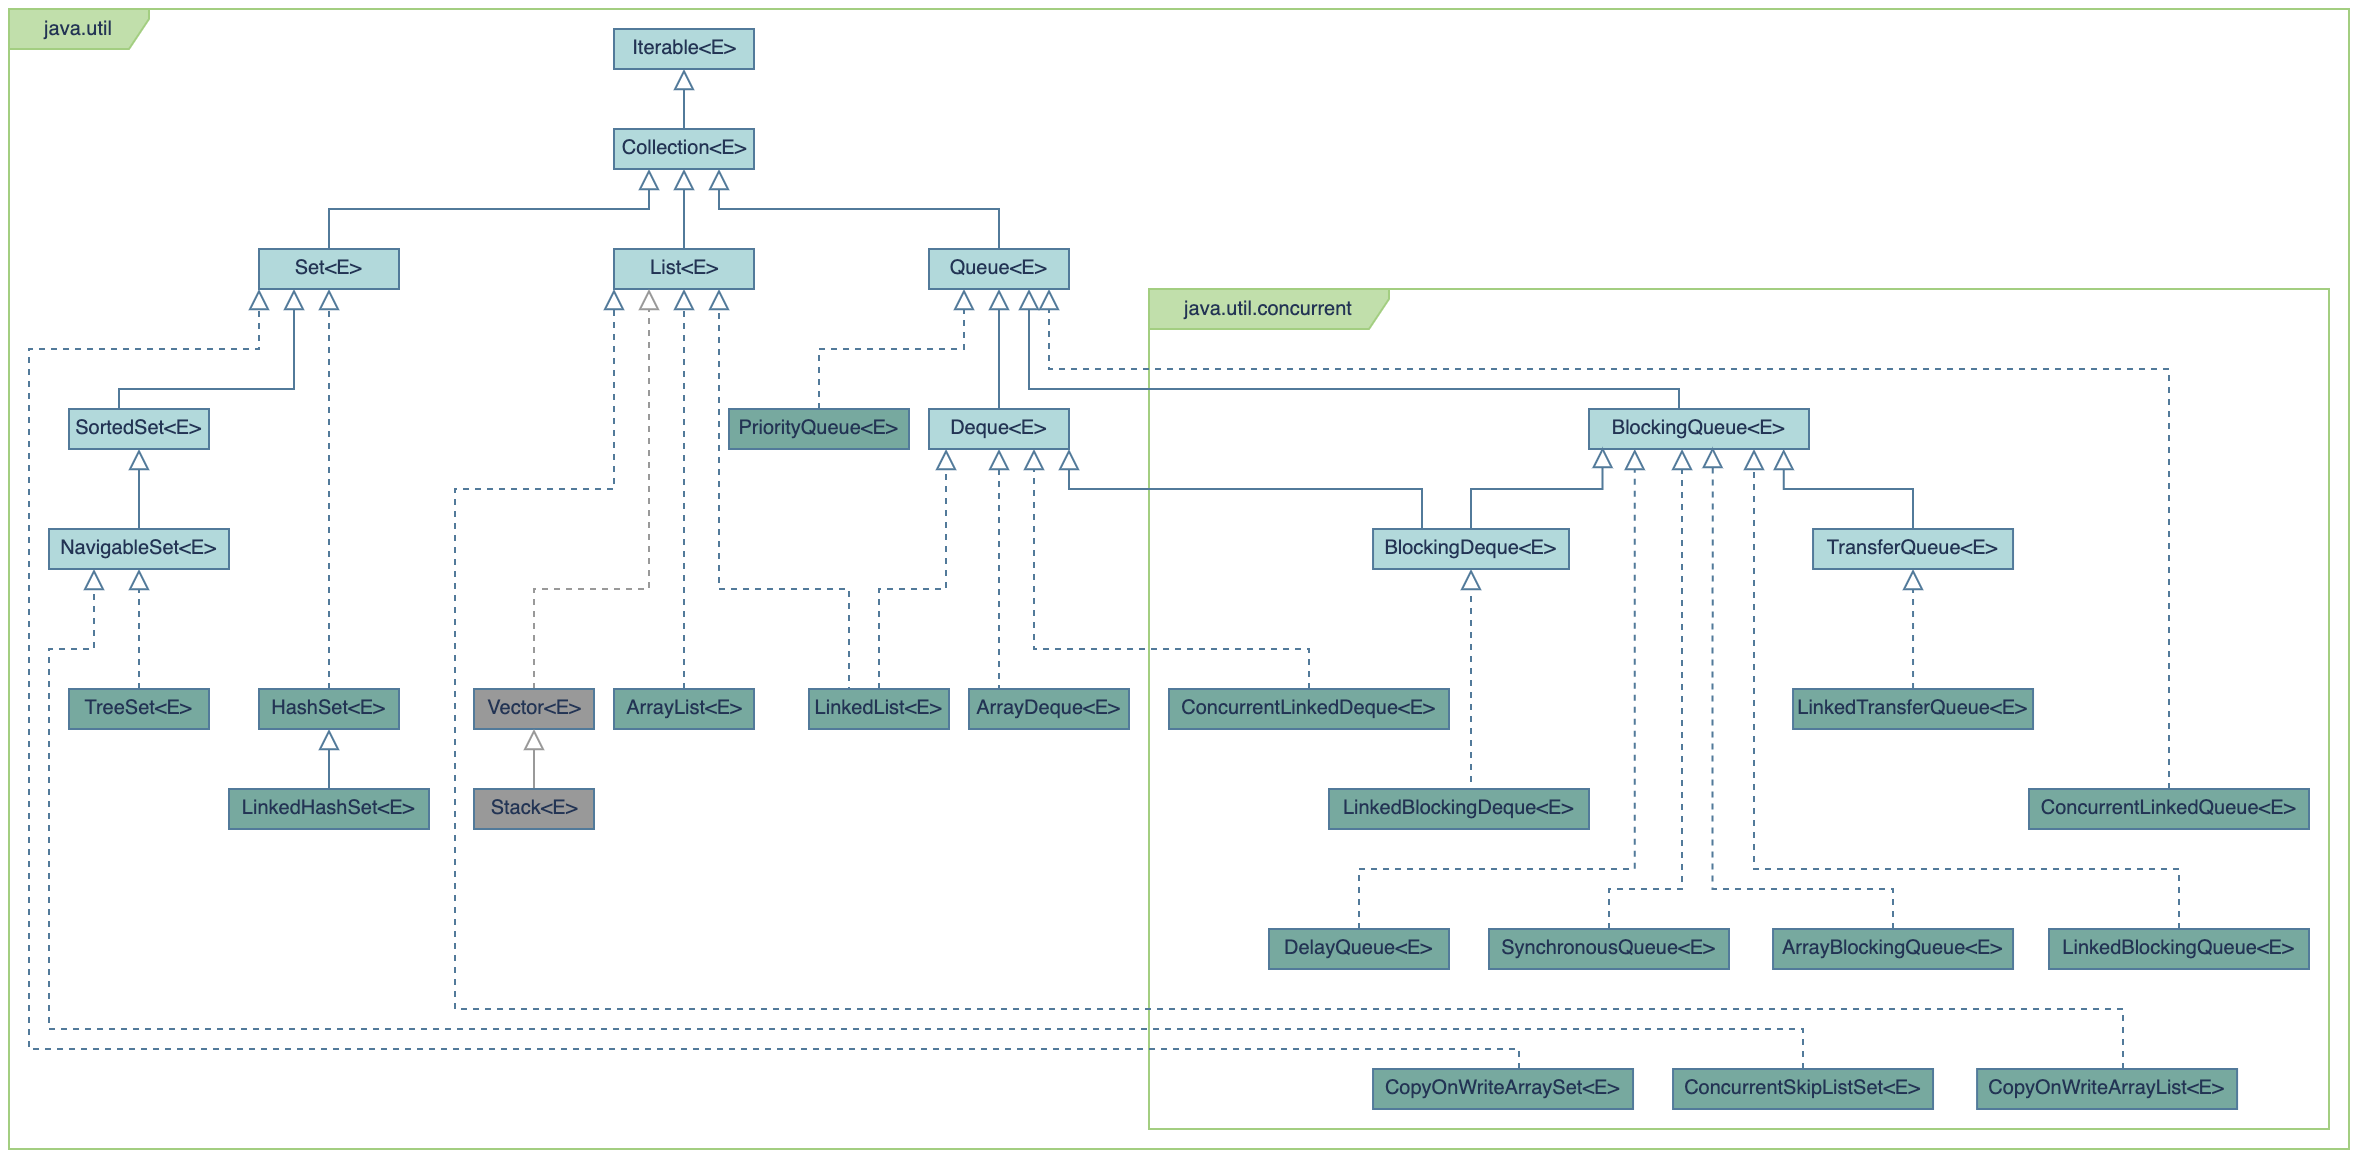 java.util
Iterable<E>
Collection<E>
Set<E>
List<E>
Queue<E>
java.util.concurrent
SortedSet<E>
PriorityQueue<E>
Deque<E>
BlockingQueue<E>
NavigableSet<E>
BlockingDeque<E>
TransferQueue<E>
TreeSet<E>
HashSet<E>
Vector<E>
ArrayList<E>
LinkedList<E>
ArrayDeque<E>
ConcurrentLinkedDeque<E>
LinkedTransferQueue<E>
LinkedHashSet<E>
Stack<E>
LinkedBlockingDeque<E>
ConcurrentLinkedQueue<E>
DelayQueue<E>
SynchronousQueue<E>
ArrayBlockingQueue<E>
LinkedBlockingQueue<E>
CopyOnWriteArraySet<E>
ConcurrentSkipListSet<E>
CopyOnWriteArrayList<E>